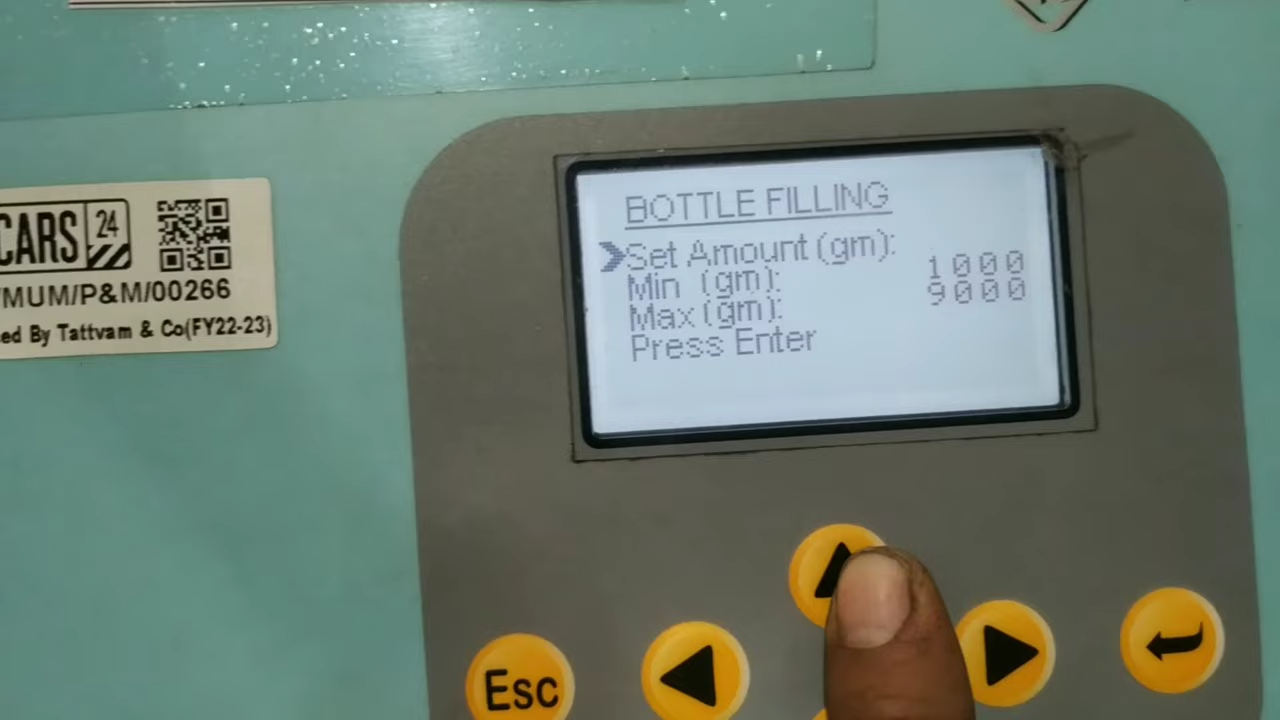 CARS 24
/MUM/P&M/00266
ed By Tattvam & Co(FY22-23)
BOTTLE FILLING
Set Amount (gm):
Min (gm): 1000
Max (gm): 9000
Press Enter
Esc